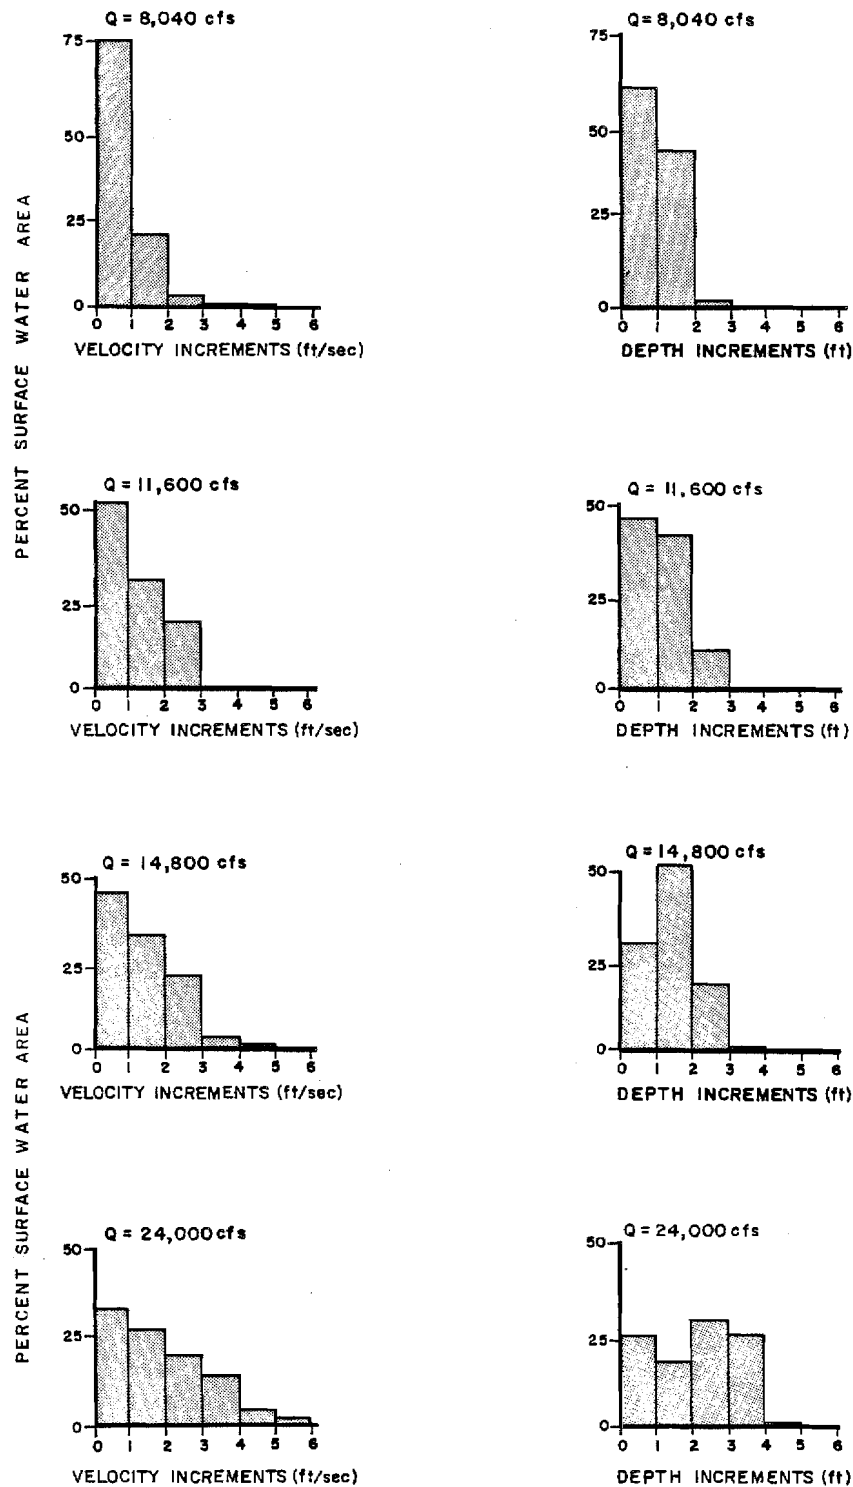 Q = 8,040 cfs
75
50
25
0
0 1 2 3 4 5 6
VELOCITY INCREMENTS (ft/sec)
Q = 8,040 cfs
75
50
25
0
0 1 2 3 4 5 6
DEPTH INCREMENTS (ft)
PERCENT SURFACE WATER AREA
Q = 11,600 cfs
50
25
0
0 1 2 3 4 5 6
VELOCITY INCREMENTS (ft/sec)
Q = 11,600 cfs
50
25
0
0 1 2 3 4 5 6
DEPTH INCREMENTS (ft)
Q = 14,800 cfs
50
25
0
0 1 2 3 4 5 6
VELOCITY INCREMENTS (ft/sec)
Q = 14,800 cfs
50
25
0
0 1 2 3 4 5 6
DEPTH INCREMENTS (ft)
PERCENT SURFACE WATER AREA
Q = 24,000 cfs
50
25
0
0 1 2 3 4 5 6
VELOCITY INCREMENTS (ft/sec)
Q = 24,000 cfs
50
25
0
0 1 2 3 4 5 6
DEPTH INCREMENTS (ft)